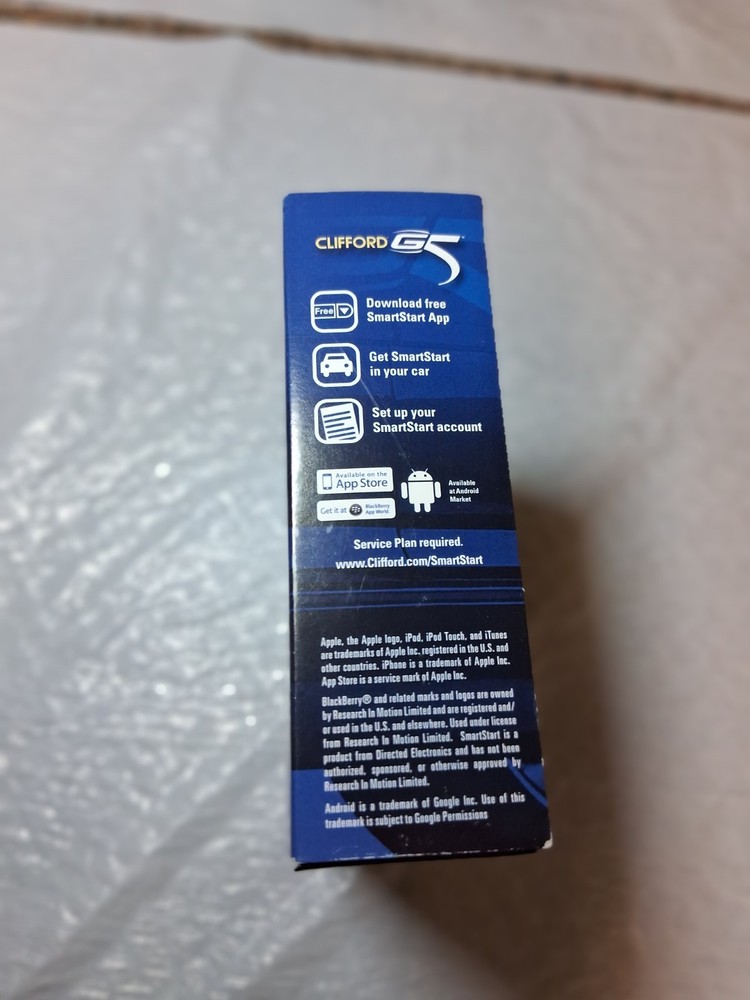 CLIFFORD G5
Free
Download free
SmartStart App
Get SmartStart
in your car
Set up your
SmartStart account
Available on the
App Store
Get it at BlackBerry
App World
Available
at Android
Market
Service Plan required.
www.Clifford.com/SmartStart
Apple, the Apple logo, iPod, iPod Touch, and iTunes
are trademarks of Apple Inc. registered in the U.S. and
other countries. iPhone is a trademark of Apple Inc.
App Store is a service mark of Apple Inc.
BlackBerry® and related marks and logos are owned
by Research In Motion Limited and are registered and/
or used in the U.S. and elsewhere. Used under license
from Research In Motion Limited. SmartStart is a
product from Directed Electronics and has not been
authorized, sponsored, or otherwise approved by
Research In Motion Limited.
Android is a trademark of Google Inc. Use of this
trademark is subject to Google Permissions